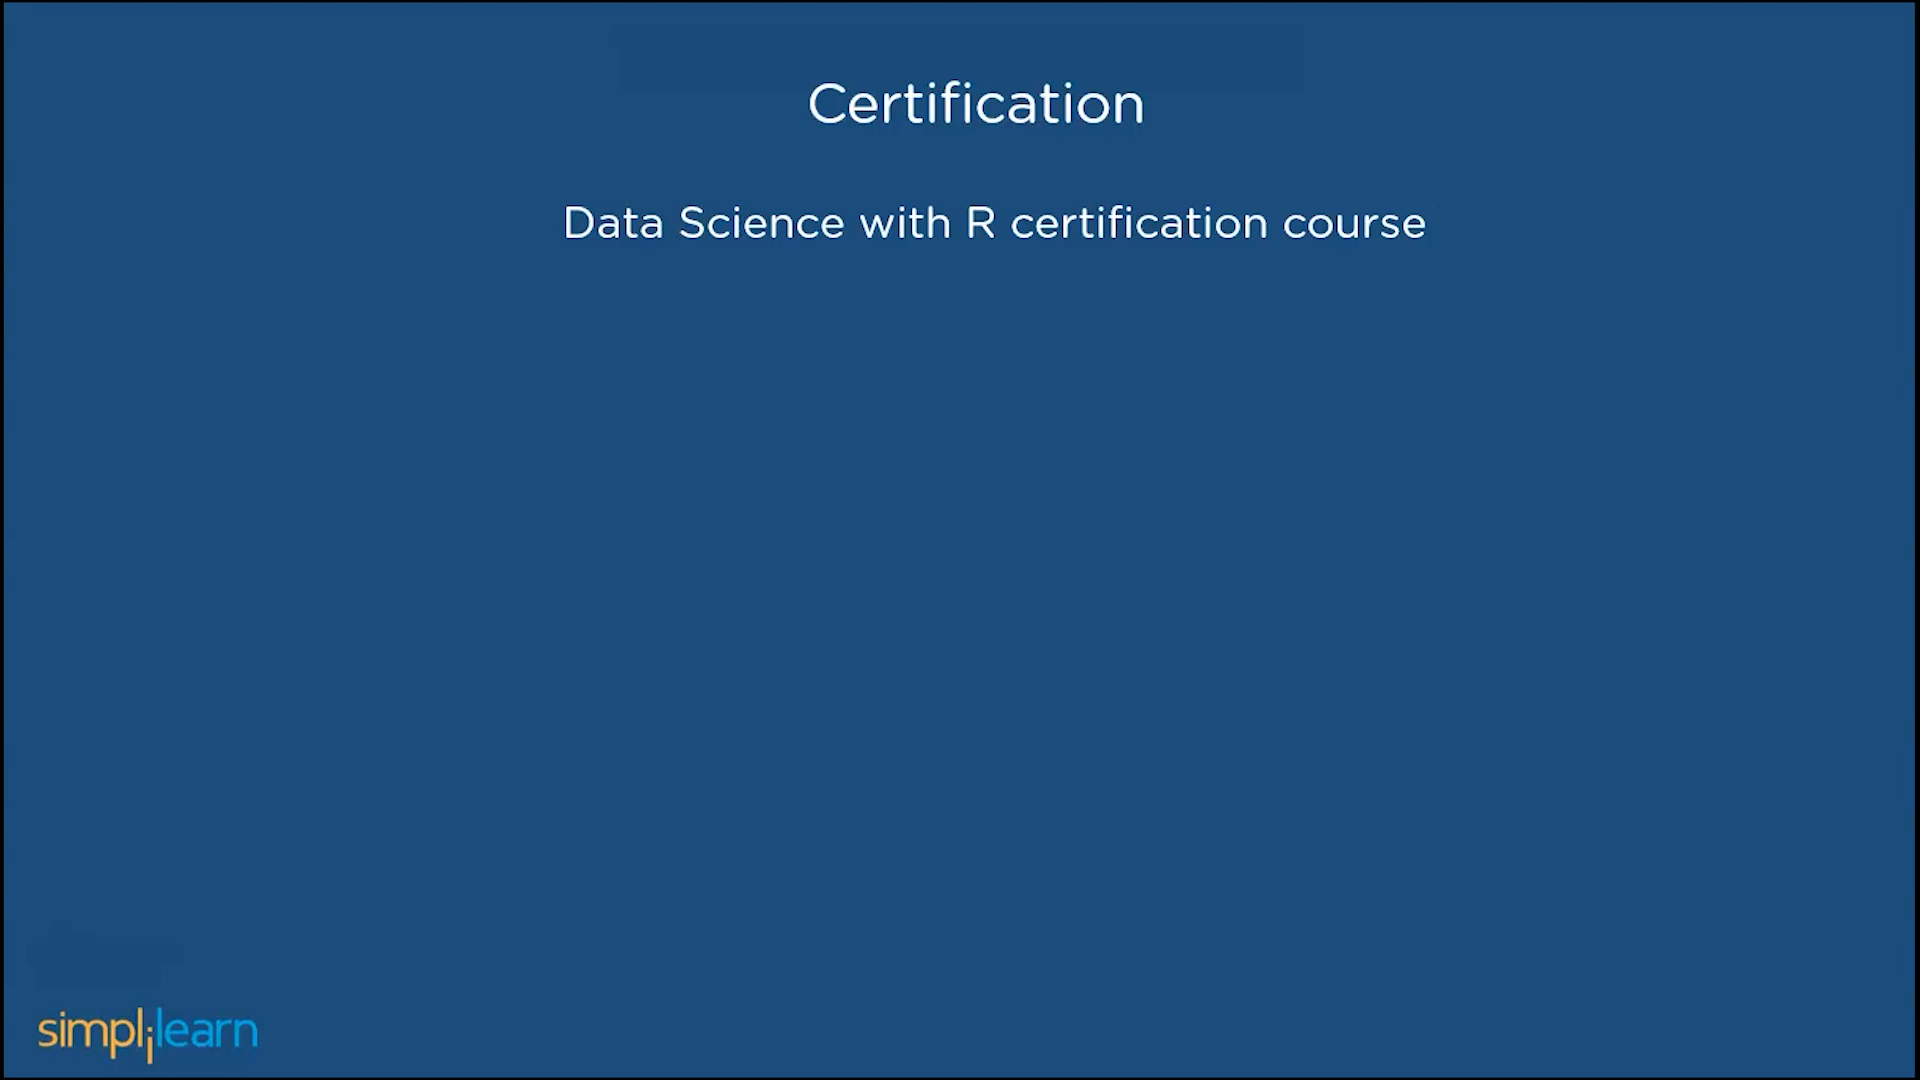 Certification
Data Science with R certification course
simplilearn